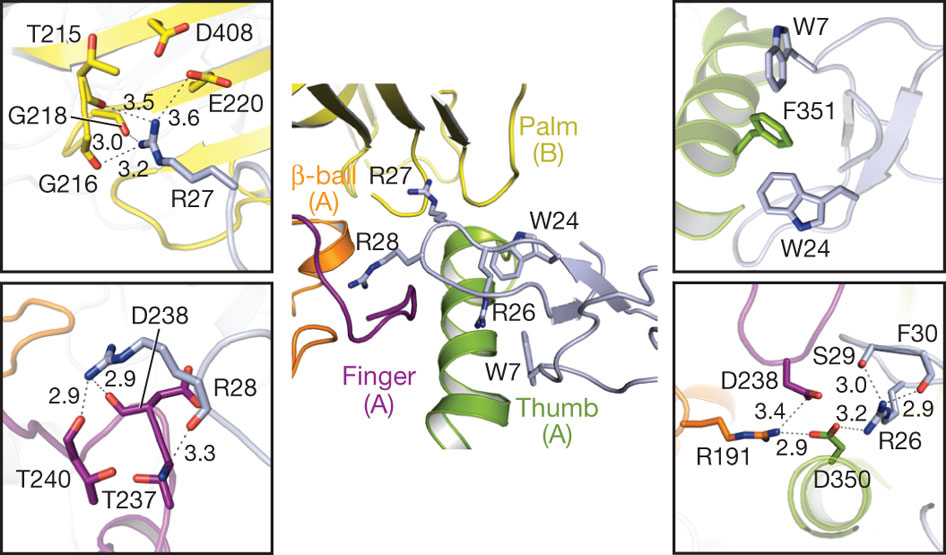 T215
D408
3.5
E220
G218
3.6
3.0
G216
3.2
R27
D238
2.9
2.9
R28
3.3
T240
T237
Palm
(B)
R27
β-ball
(A)
R28
W24
R26
W7
Finger
(A)
Thumb
(A)
W7
F351
W24
F30
S29
D238
3.0
3.4
3.2
2.9
R191
2.9
R26
D350